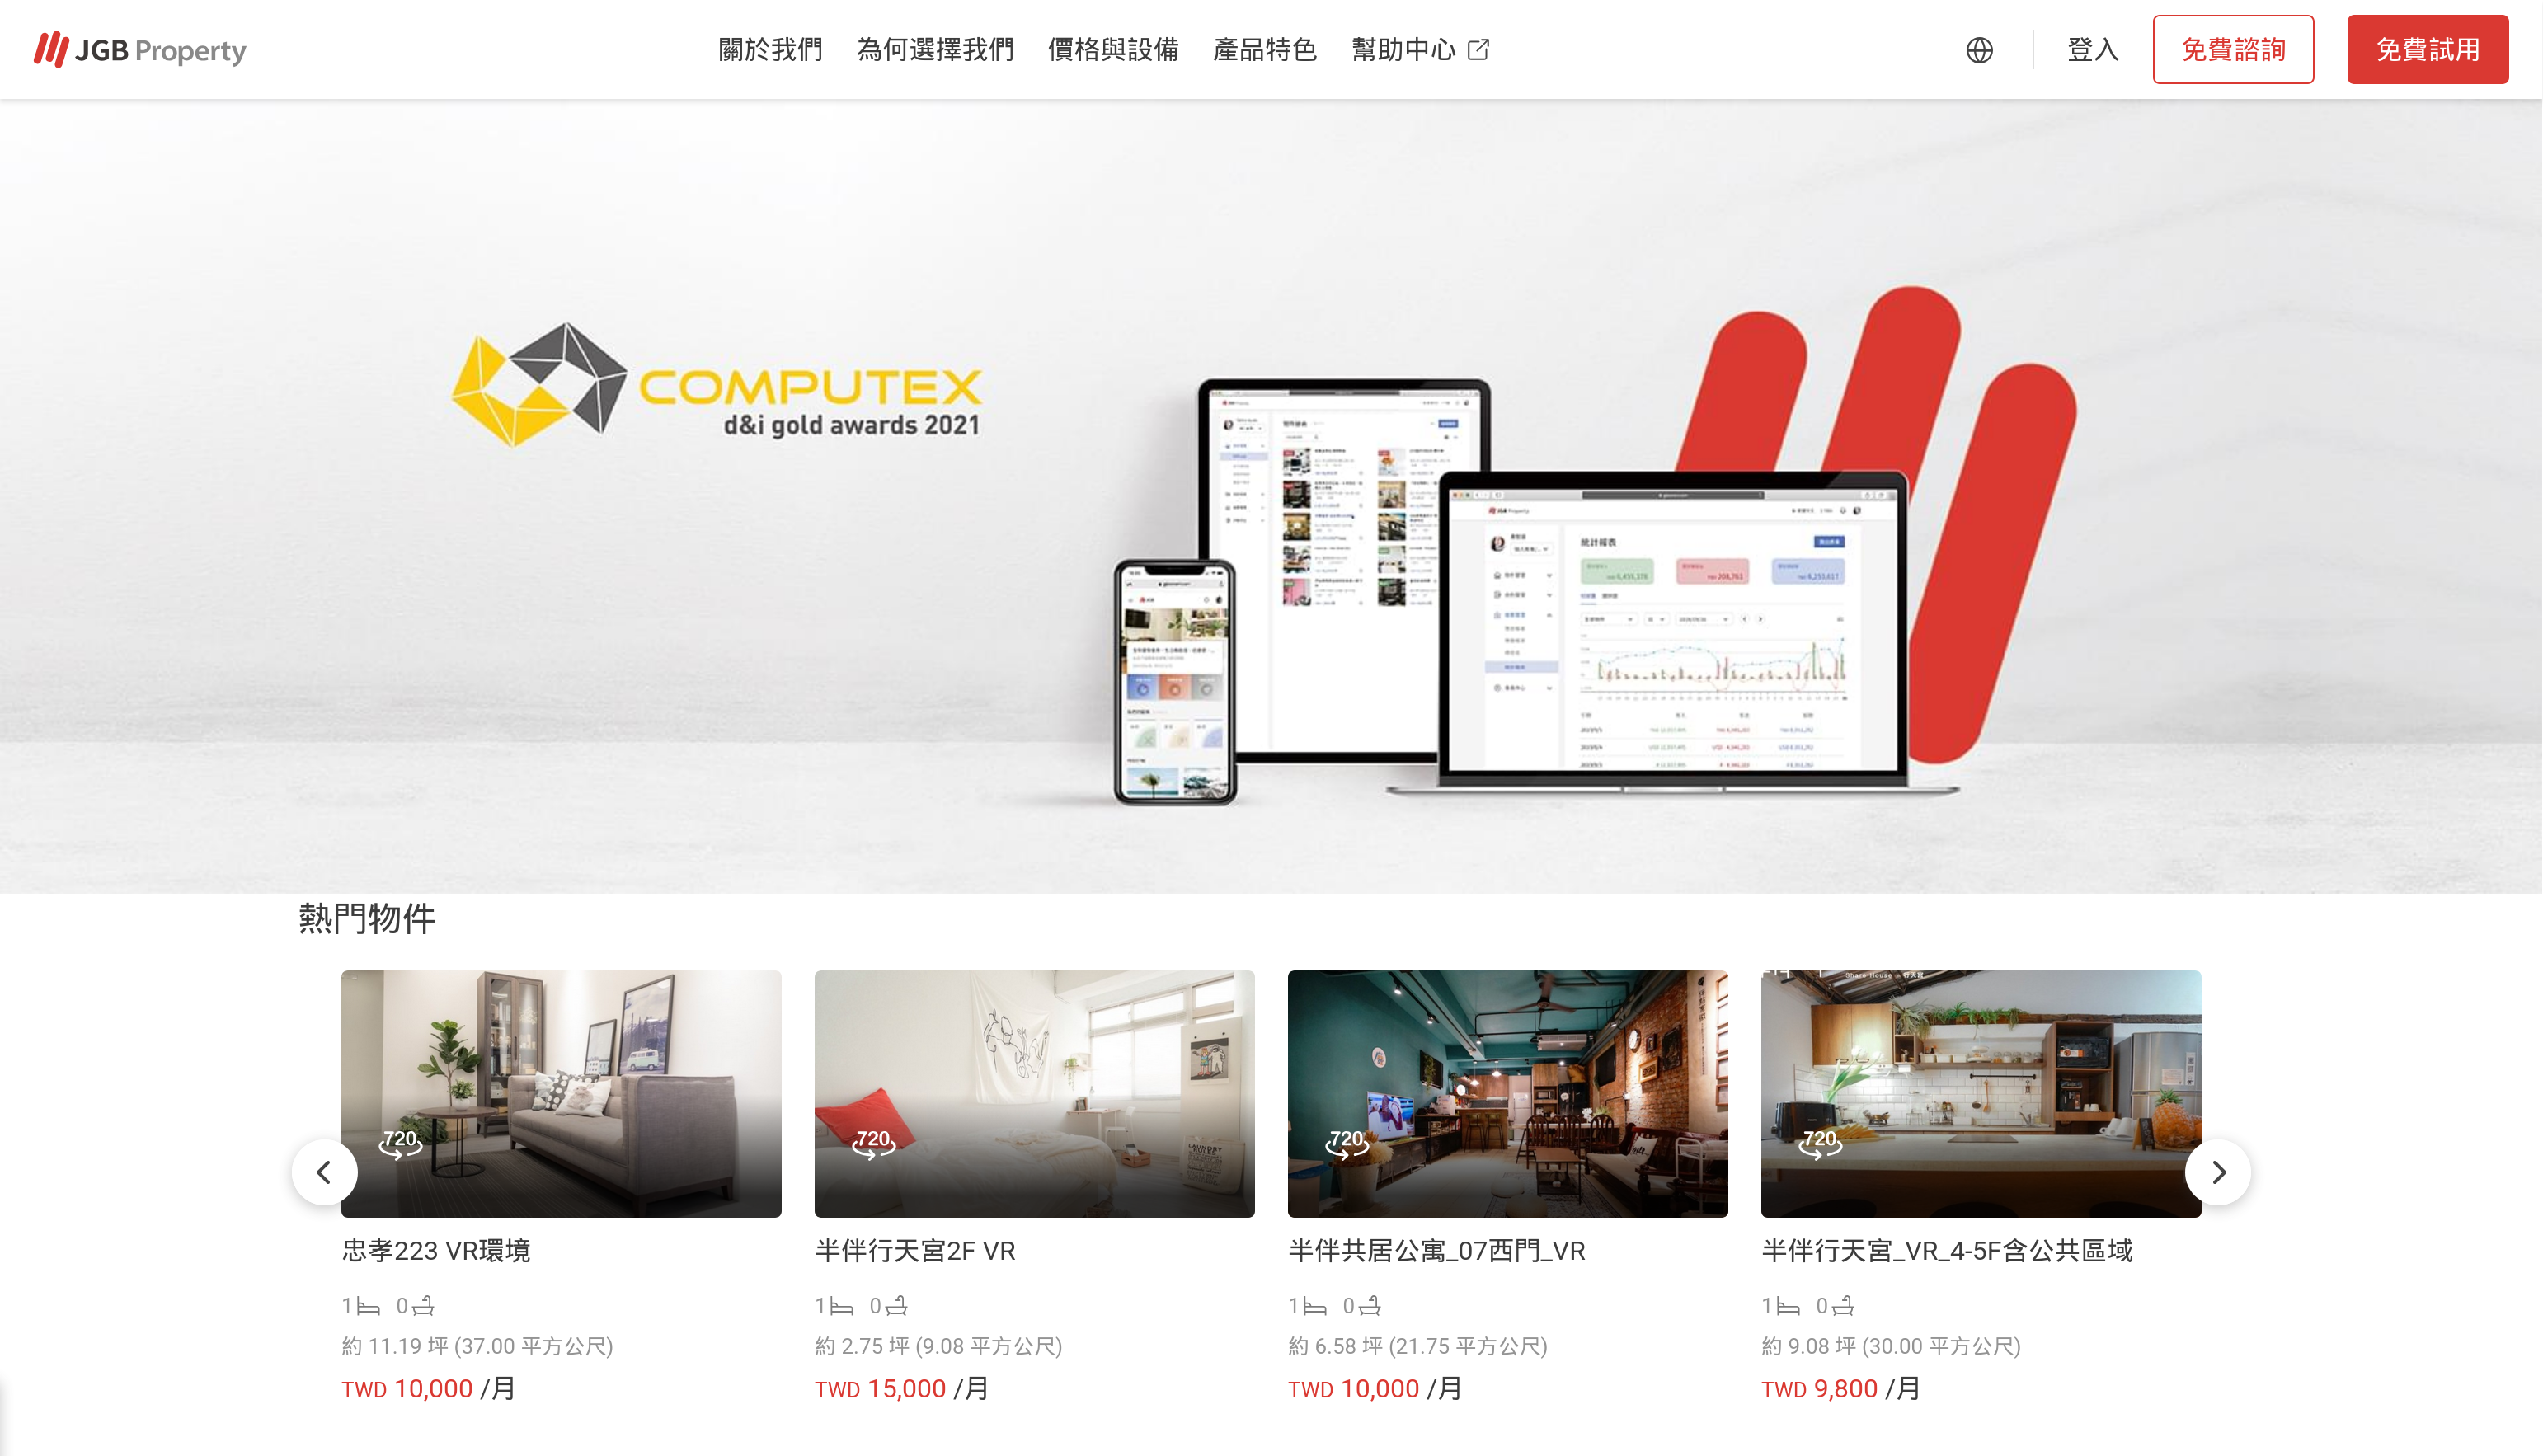 JGB Property
關於我們
為何選擇我們
價格與設備
產品特色
幫助中心
登入
免費諮詢
免費試用
COMPUTEX
d&i gold awards 2021
JGB Property
統計報表
熱門物件
Share House - 行天宮
720
720
720
720
忠孝223 VR環境
半伴行天宮2F VR
半伴共居公寓_07西門_VR
半伴行天宮_VR_4-5F含公共區域
1 0
1 0
1 0
1 0
約 11.19 坪 (37.00 平方公尺)
約 2.75 坪 (9.08 平方公尺)
約 6.58 坪 (21.75 平方公尺)
約 9.08 坪 (30.00 平方公尺)
TWD 10,000 /月
TWD 15,000 /月
TWD 10,000 /月
TWD 9,800 /月